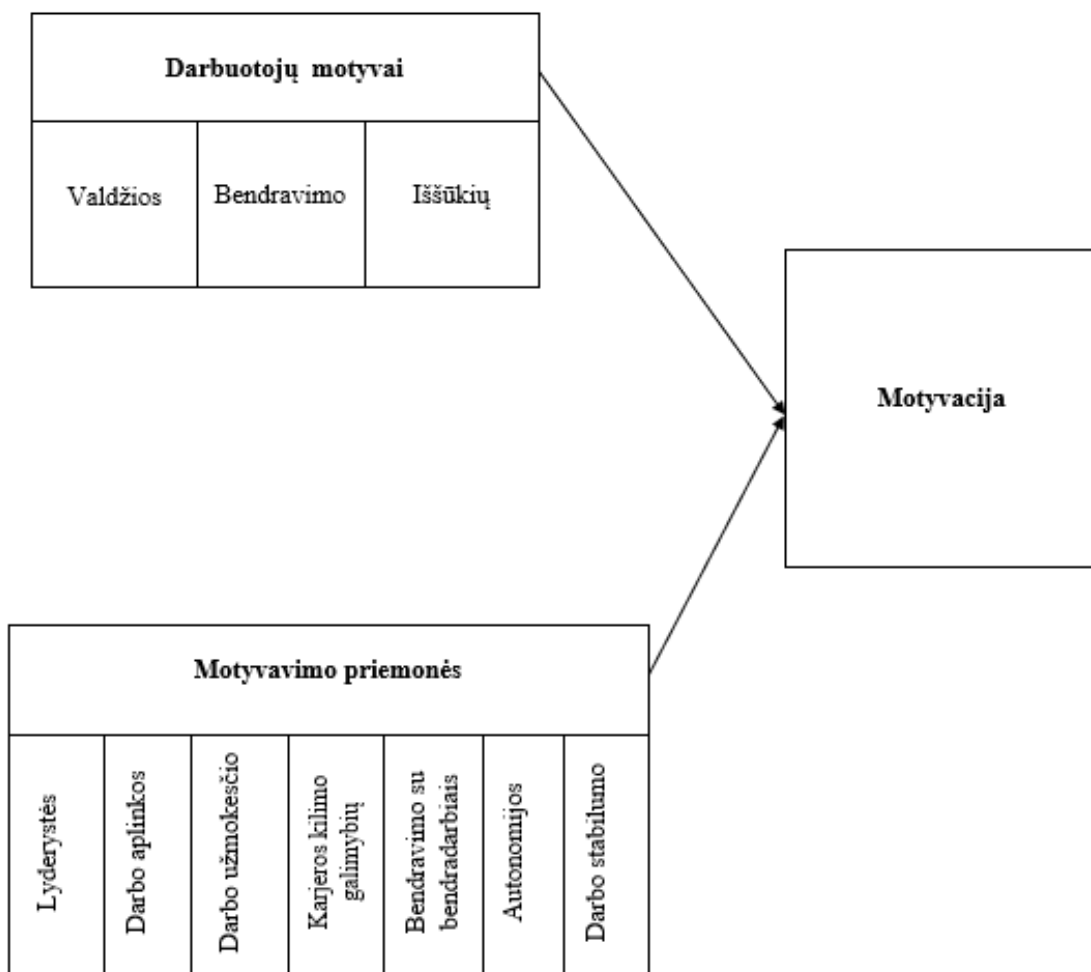 Darbuotojų motyvai
Valdžios
Bendravimo
Iššūkių
Motyvacija
Motyvavimo priemonės
Lyderystės
Darbo aplinkos
Darbo užmokesčio
Karjeros kilimo
galimybių
Bendravimo su
bendradarbiais
Autonomijos
Darbo stabilumo